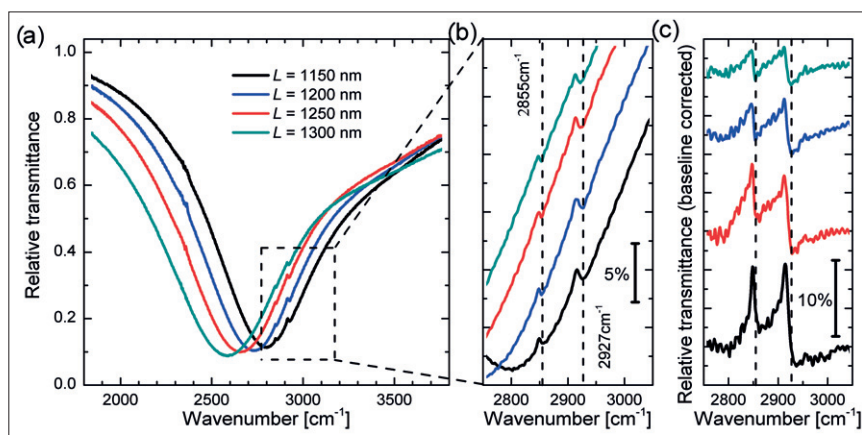 (a)
1.0
0.8
0.6
0.4
0.2
0.0
Relative transmittance
L = 1150 nm
L = 1200 nm
L = 1250 nm
L = 1300 nm
2000 2500 3000 3500
Wavenumber [cm-1]
(b)
2855cm-1
2927cm-1
5%
2800 2900 3000
Wavenumber [cm-1]
(c)
Relative transmittance (baseline corrected)
10%
2800 2900 3000
Wavenumber [cm-1]